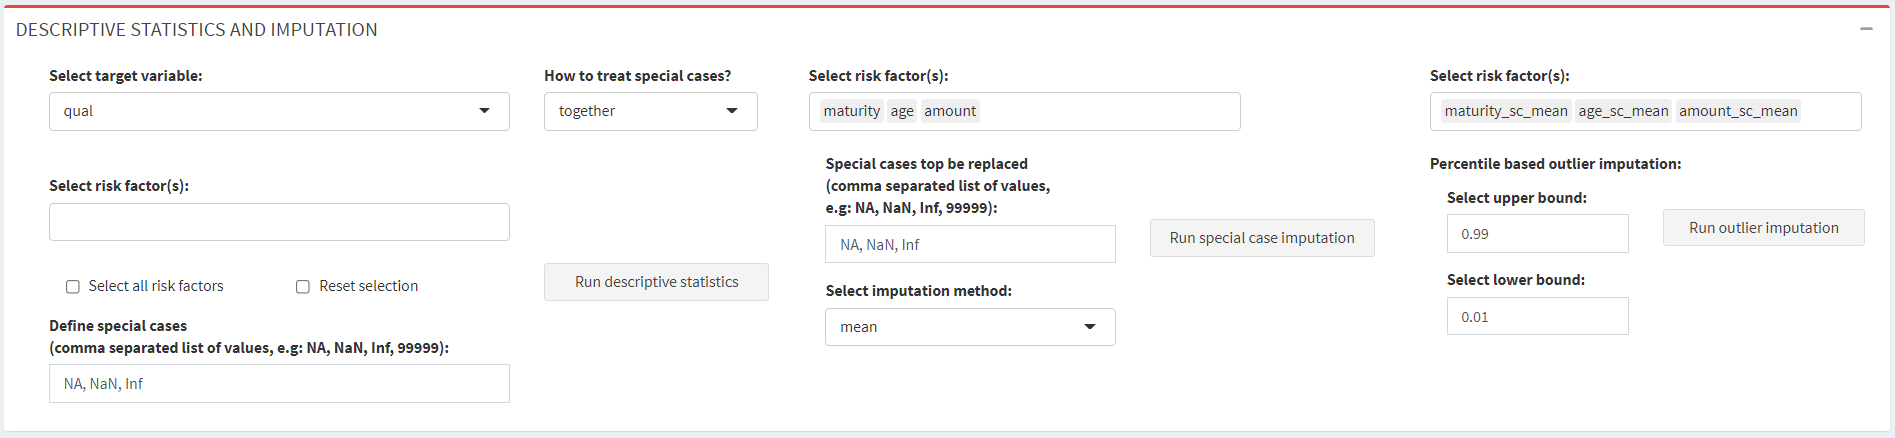 DESCRIPTIVE STATISTICS AND IMPUTATION
Select target variable:
qual
Select risk factor(s):
Select all risk factors
Reset selection
Define special cases
(comma separated list of values, e.g: NA, NaN, Inf, 99999):
NA, NaN, Inf
How to treat special cases?
together
Run descriptive statistics
Select risk factor(s):
maturity age amount
Special cases top be replaced
(comma separated list of values,
e.g: NA, NaN, Inf, 99999):
NA, NaN, Inf
Select imputation method:
mean
Run special case imputation
Select risk factor(s):
maturity_sc_mean age_sc_mean amount_sc_mean
Percentile based outlier imputation:
Select upper bound:
0.99
Select lower bound:
0.01
Run outlier imputation